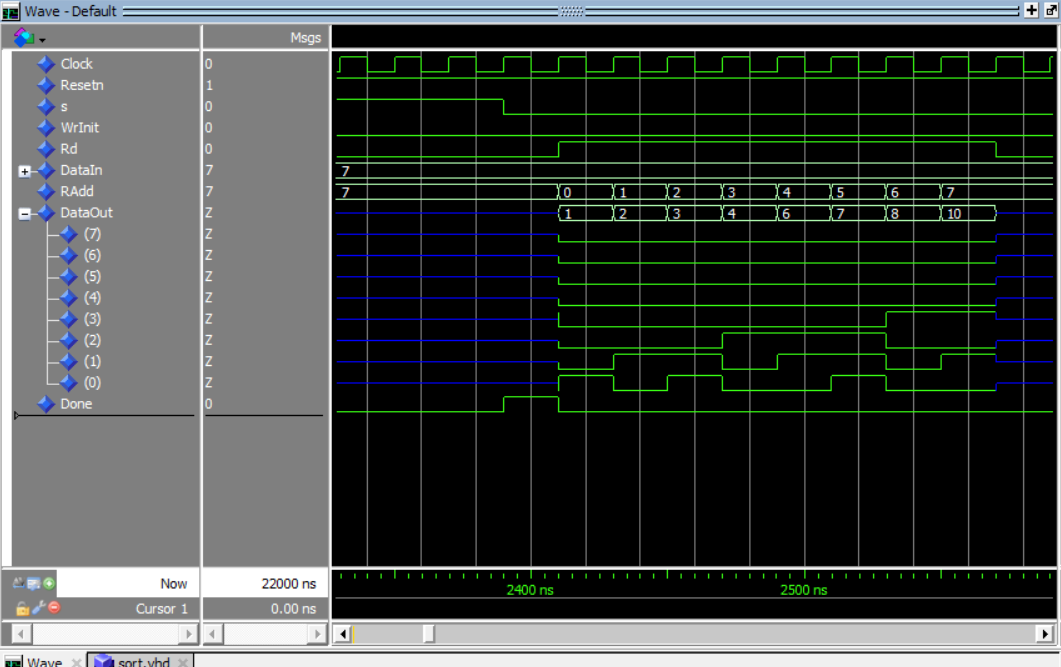 Wave - Default
Msgs
Clock 0
Resetn 1
s 0
WrInit 0
Rd 0
DataIn 7 7
RAdd 7 7 0 1 2 3 4 5 6 7
DataOut Z 1 2 3 4 6 7 8 10
(7) Z
(6) Z
(5) Z
(4) Z
(3) Z
(2) Z
(1) Z
(0) Z
Done 0
Now 22000 ns 2400 ns 2500 ns
Cursor 1 0.00 ns
Wave sort.vhd